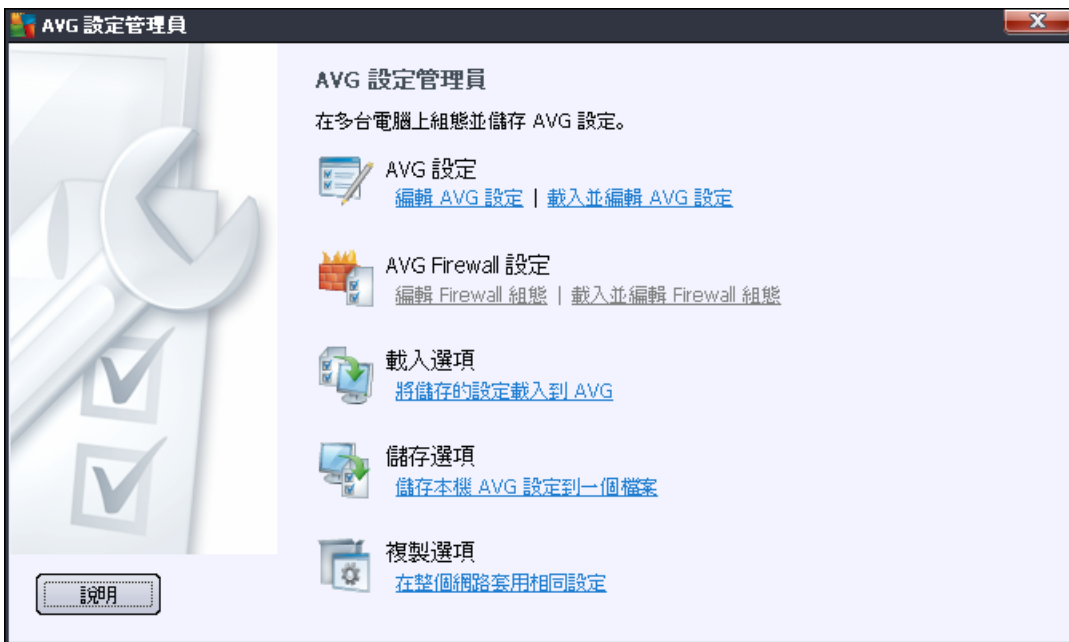 AVG 設定管理員
AVG 設定管理員
在多台電腦上組態並儲存 AVG 設定。
AVG 設定
編輯 AVG 設定 | 載入並編輯 AVG 設定
AVG Firewall 設定
編輯 Firewall 組態 | 載入並編輯 Firewall 組態
載入選項
將儲存的設定載入到 AVG
儲存選項
儲存本機 AVG 設定到一個檔案
複製選項
在整個網路套用相同設定
說明